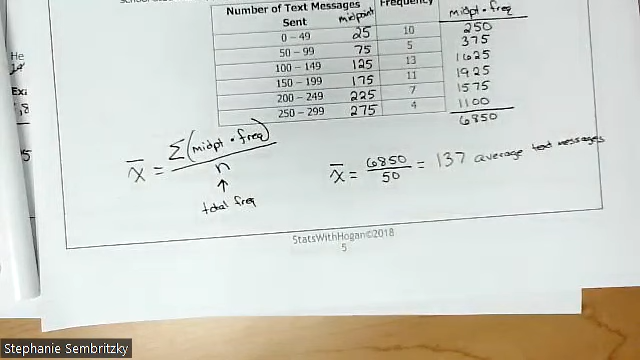 Number of Text Messages Sent midpoint Frequency midpt • freq
0 – 49 25 10 250
50 – 99 75 5 375
100 – 149 125 13 1625
150 – 199 175 11 1925
200 – 249 225 7 1575
250 – 299 275 4 1100
6850
x̄ = Σ(midpt • freq) / n
↑
total freq
x̄ = 6850 / 50 = 137 average text messages
StatsWithHogan©2018
5
He
Stephanie Sembritzky